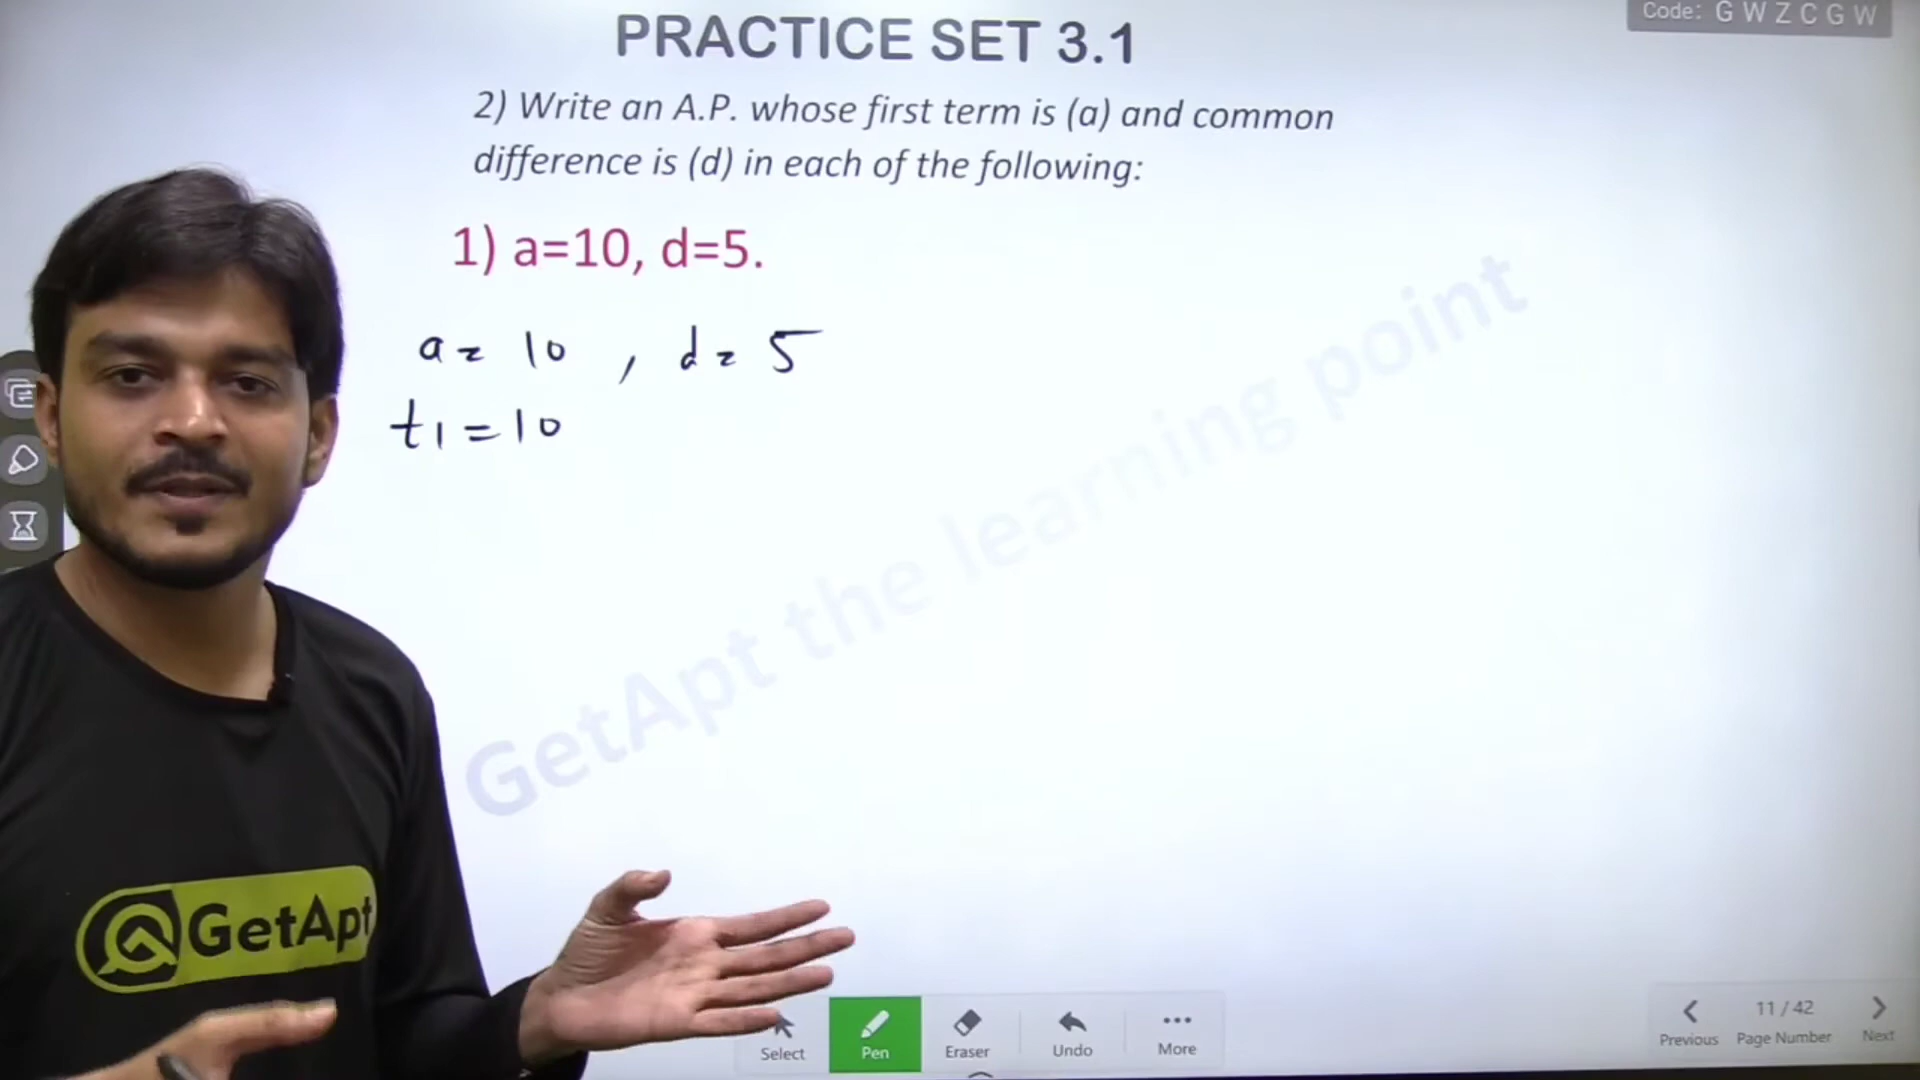 Code: G W Z C G W
PRACTICE SET 3.1
2) Write an A.P. whose first term is (a) and common
difference is (d) in each of the following:
1) a=10, d=5.
a = 10 , d = 5
t1 = 10
GetApt the learning point
GetApt
Select
Pen
Eraser
Undo
More
Previous
11 / 42
Page Number
Next